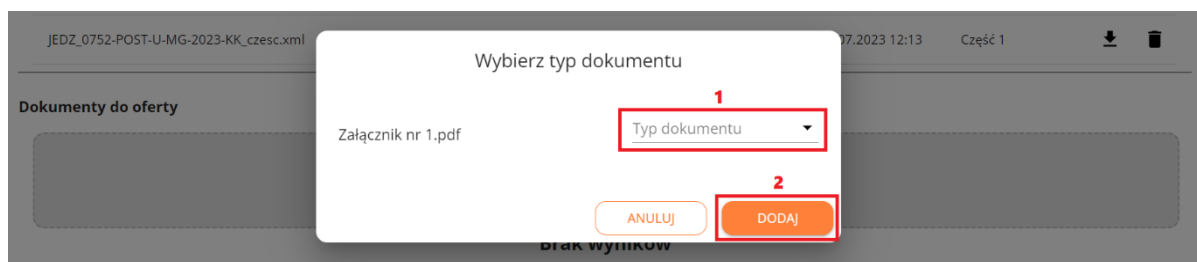 JEDZ_0752-POST-U-MG-2023-KK_czesc.xml 07.2023 12:13 Część 1
Wybierz typ dokumentu
Dokumenty do oferty
1
Załącznik nr 1.pdf Typ dokumentu
2
ANULUJ DODAJ
Brak wyników